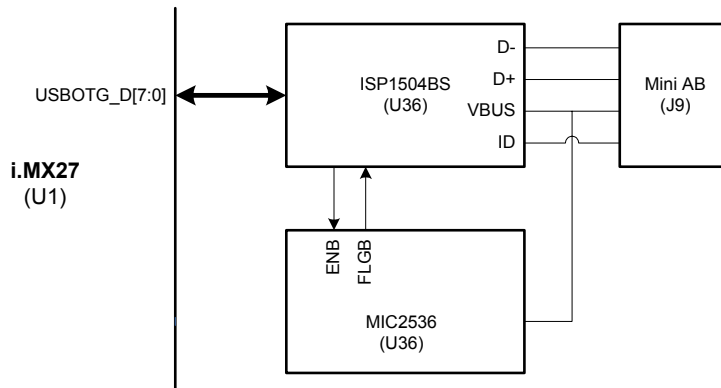 D-
ISP1504BS
(U36)
D+
Mini AB
(J9)
USBOTG_D[7:0]
VBUS
ID
i.MX27
(U1)
ENB
FLGB
MIC2536
(U36)